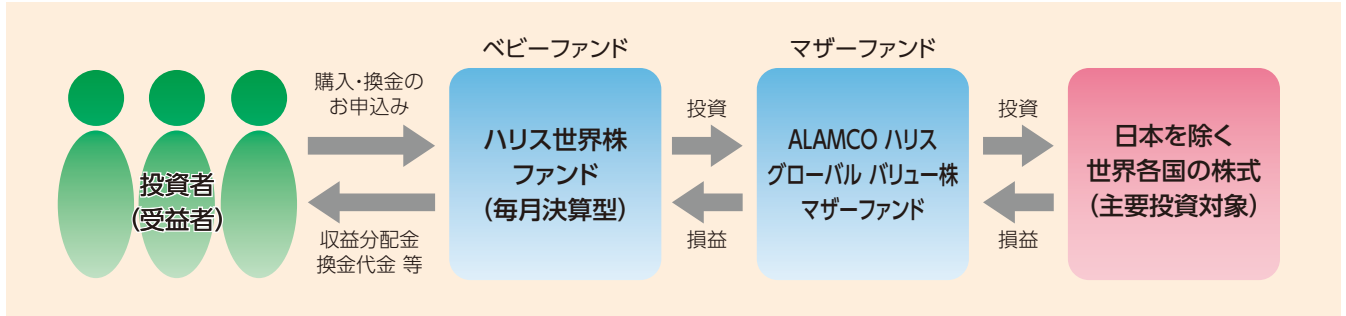 ベビーファンド
マザーファンド
購入・換金の
お申込み
投資者
(受益者)
収益分配金
換金代金 等
ハリス世界株
ファンド
(毎月決算型)
投資
損益
ALAMCO ハリス
グローバル バリュー株
マザーファンド
投資
損益
日本を除く
世界各国の株式
(主要投資対象)